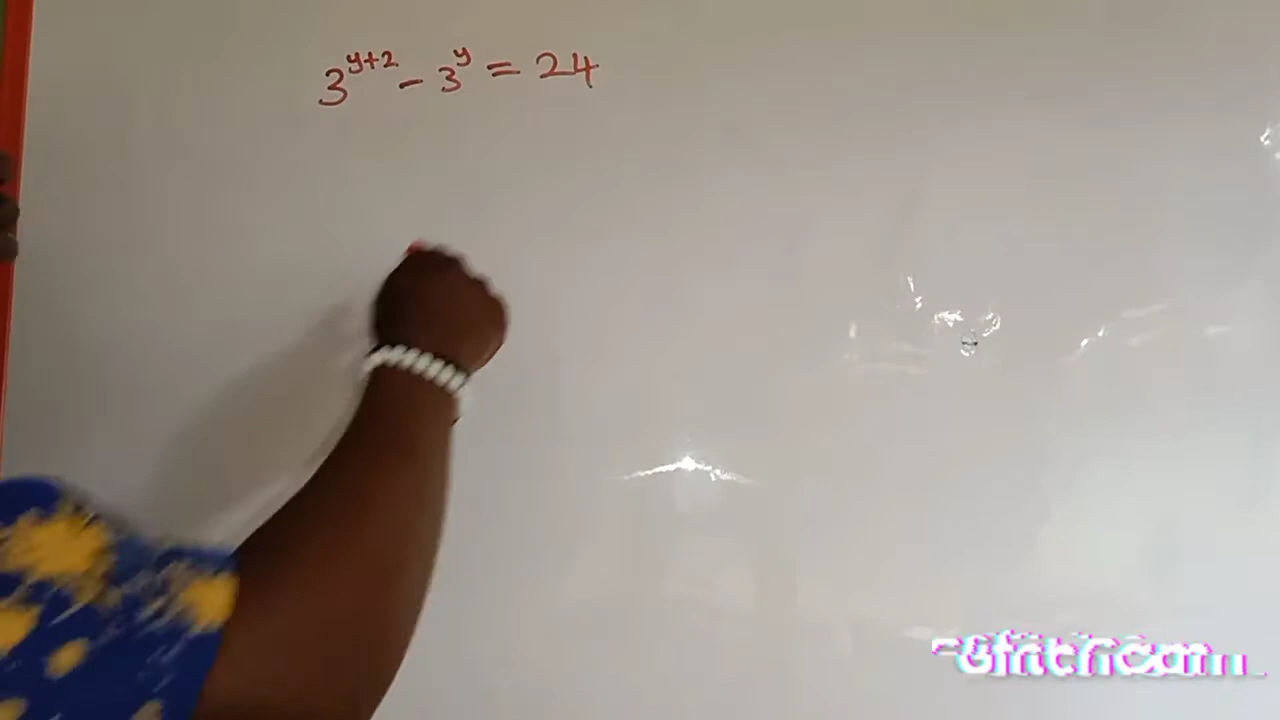 3^{y+2} - 3^y = 24